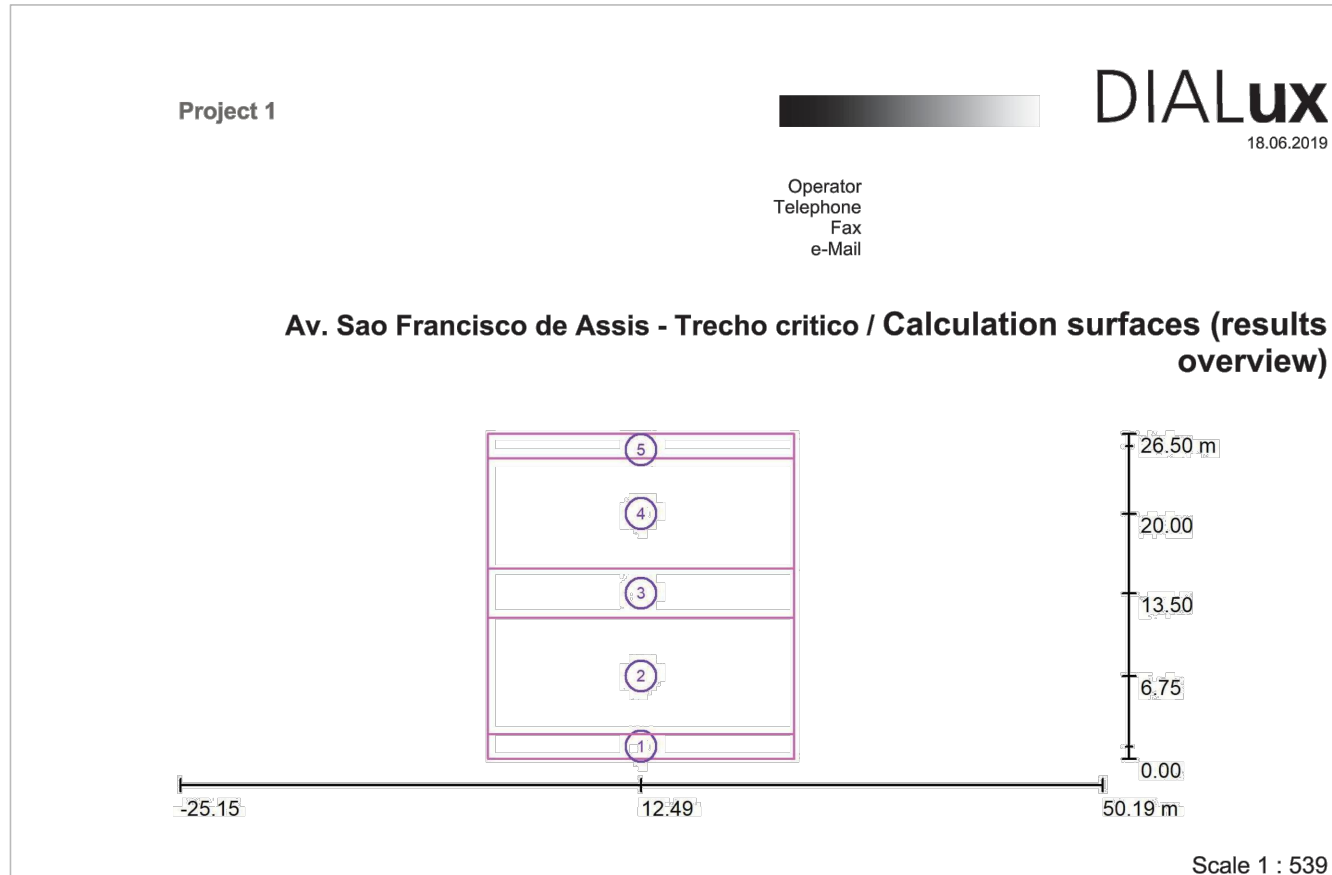 Project 1
DIALux
18.06.2019
Operator
Telephone
Fax
e-Mail
Av. Sao Francisco de Assis - Trecho critico / Calculation surfaces (results
overview)
5
26.50 m
4
20.00
3
13.50
2
6.75
1
0.00
-25.15
12.49
50.19 m
Scale 1 : 539